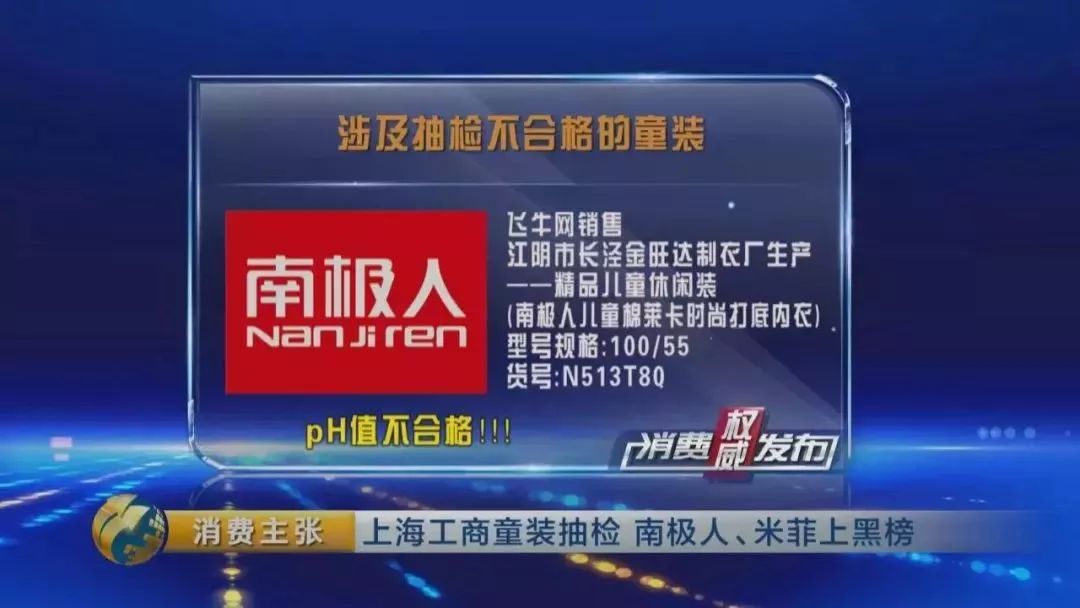 涉及抽检不合格的童装
南极人
NanJiren
飞牛网销售
江阴市长泾金旺达制衣厂生产
——精品儿童休闲装
(南极人儿童棉莱卡时尚打底内衣)
型号规格:100/55
货号:N513T8Q
pH值不合格!!!
消费权威发布
消费主张
上海工商童装抽检 南极人、米菲上黑榜